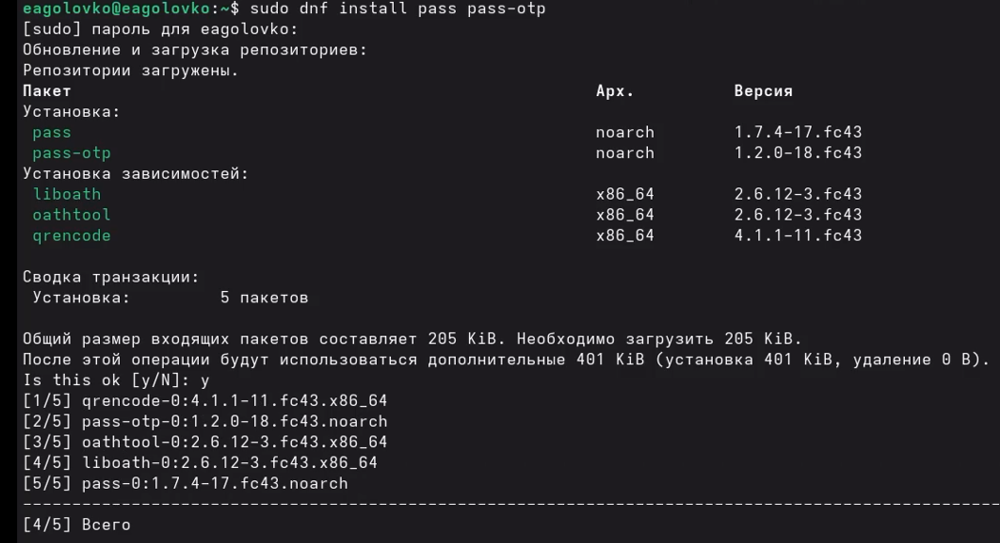 eagolovko@eagolovko:~$ sudo dnf install pass pass-otp
[sudo] пароль для eagolovko:
Обновление и загрузка репозиториев:
Репозитории загружены.
Пакет Арх. Версия
Установка:
pass noarch 1.7.4-17.fc43
pass-otp noarch 1.2.0-18.fc43
Установка зависимостей:
liboath x86_64 2.6.12-3.fc43
oathtool x86_64 2.6.12-3.fc43
qrencode x86_64 4.1.1-11.fc43
Сводка транзакции:
Установка: 5 пакетов
Общий размер входящих пакетов составляет 205 KiB. Необходимо загрузить 205 KiB.
После этой операции будут использоваться дополнительные 401 KiB (установка 401 KiB, удаление 0 B).
Is this ok [y/N]: y
[1/5] qrencode-0:4.1.1-11.fc43.x86_64
[2/5] pass-otp-0:1.2.0-18.fc43.noarch
[3/5] oathtool-0:2.6.12-3.fc43.x86_64
[4/5] liboath-0:2.6.12-3.fc43.x86_64
[5/5] pass-0:1.7.4-17.fc43.noarch
----------------------------------------------------------------------------------------------------
[4/5] Всего